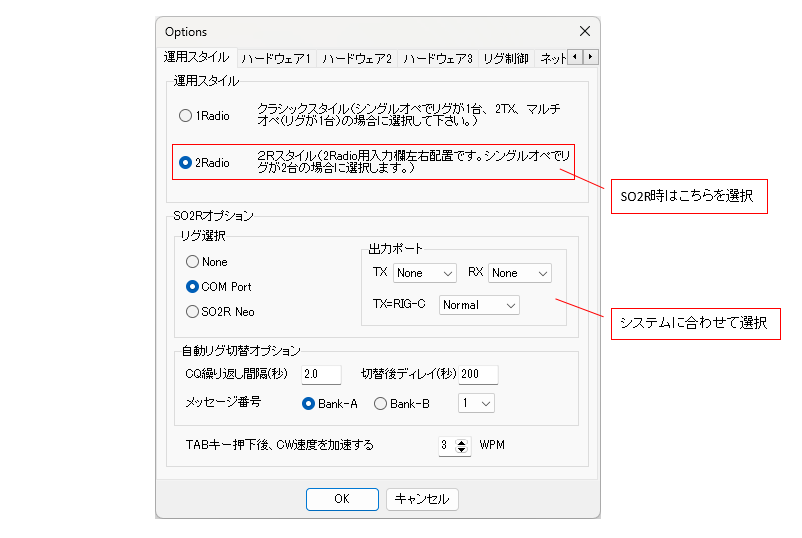 Options
運用スタイル ハードウェア1 ハードウェア2 ハードウェア3 リグ制御 ネット
運用スタイル
1Radio
クラシックスタイル(シングルオペでリグが1台、2TX、マルチ
オペ(リグが1台)の場合に選択して下さい。)
2Radio
2Rスタイル(2Radio用入力欄左右配置です。シングルオペでリ
グが2台の場合に選択します。)
SO2R時はこちらを選択
SO2Rオプション
リグ選択
None
COM Port
SO2R Neo
出力ポート
TX None RX None
TX=RIG-C Normal
システムに合わせて選択
自動リグ切替オプション
CQ繰り返し間隔(秒) 2.0 切替後ディレイ(秒) 200
メッセージ番号 Bank-A Bank-B 1
TABキー押下後、CW速度を加速する 3 WPM
OK キャンセル